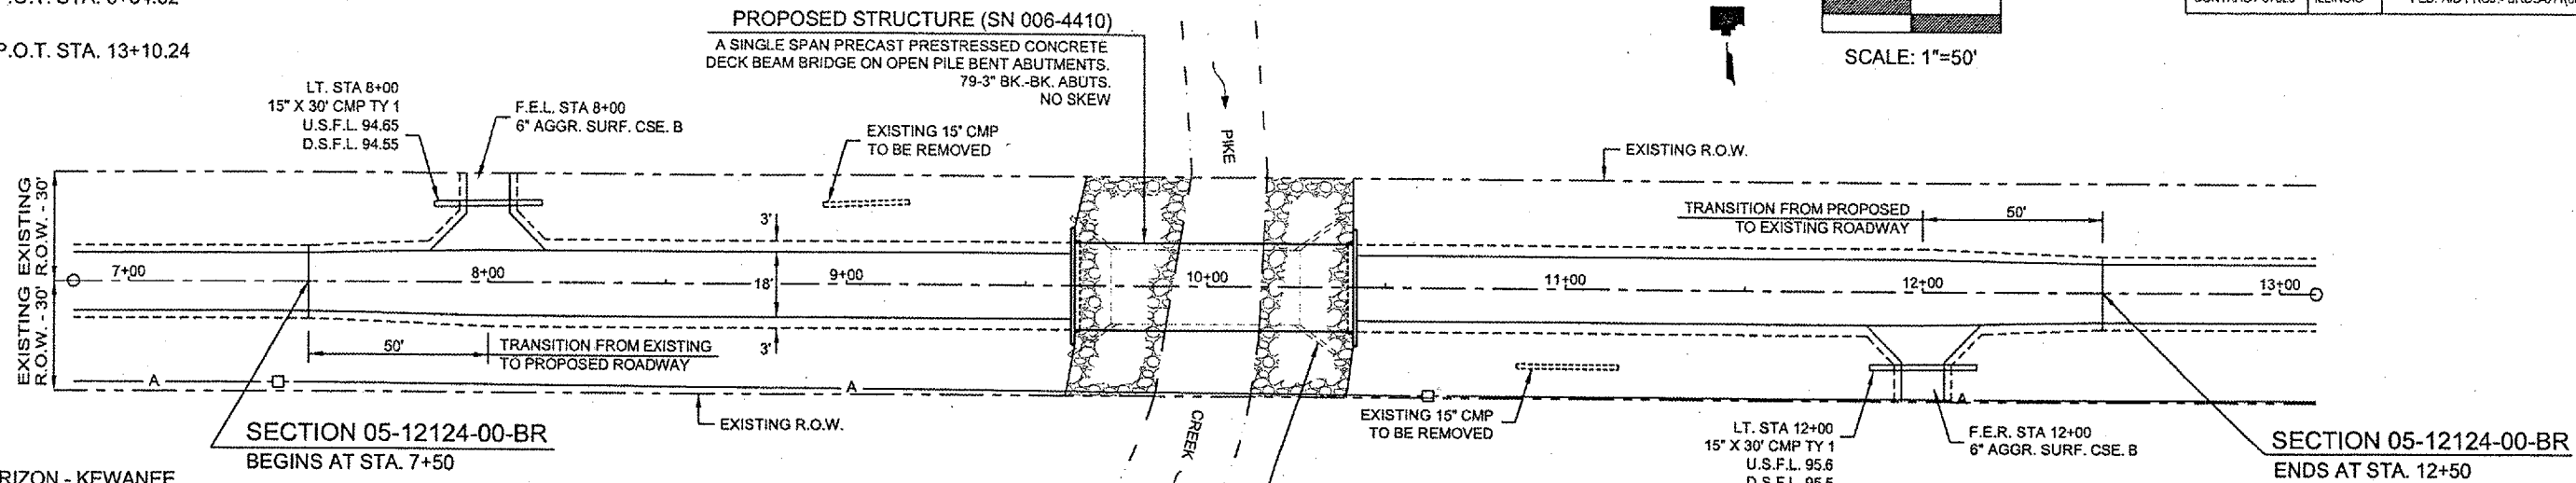 P.O.T. STA. 13+10.24
PROPOSED STRUCTURE (SN 006-4410)
A SINGLE SPAN PRECAST PRESTRESSED CONCRETE
DECK BEAM BRIDGE ON OPEN PILE BENT ABUTMENTS.
79-3" BK.-BK. ABUTS.
NO SKEW
SCALE: 1"=50'
LT. STA 8+00
15" X 30' CMP TY 1
U.S.F.L. 94.65
D.S.F.L. 94.55
F.E.L. STA 8+00
6" AGGR. SURF. CSE. B
EXISTING 15" CMP
TO BE REMOVED
PIKE
EXISTING R.O.W.
TRANSITION FROM PROPOSED
TO EXISTING ROADWAY
50'
EXISTING
R.O.W. - 30'
EXISTING
R.O.W. - 30'
3'
18'
3'
7+00
8+00
9+00
10+00
11+00
12+00
13+00
50'
TRANSITION FROM EXISTING
TO PROPOSED ROADWAY
A
A
A
EXISTING R.O.W.
CREEK
EXISTING 15" CMP
TO BE REMOVED
SECTION 05-12124-00-BR
BEGINS AT STA. 7+50
LT. STA 12+00
15" X 30' CMP TY 1
U.S.F.L. 95.6
D.S.F.L. 95.5
F.E.R. STA 12+00
6" AGGR. SURF. CSE. B
SECTION 05-12124-00-BR
ENDS AT STA. 12+50
RIZON - KEWANEE